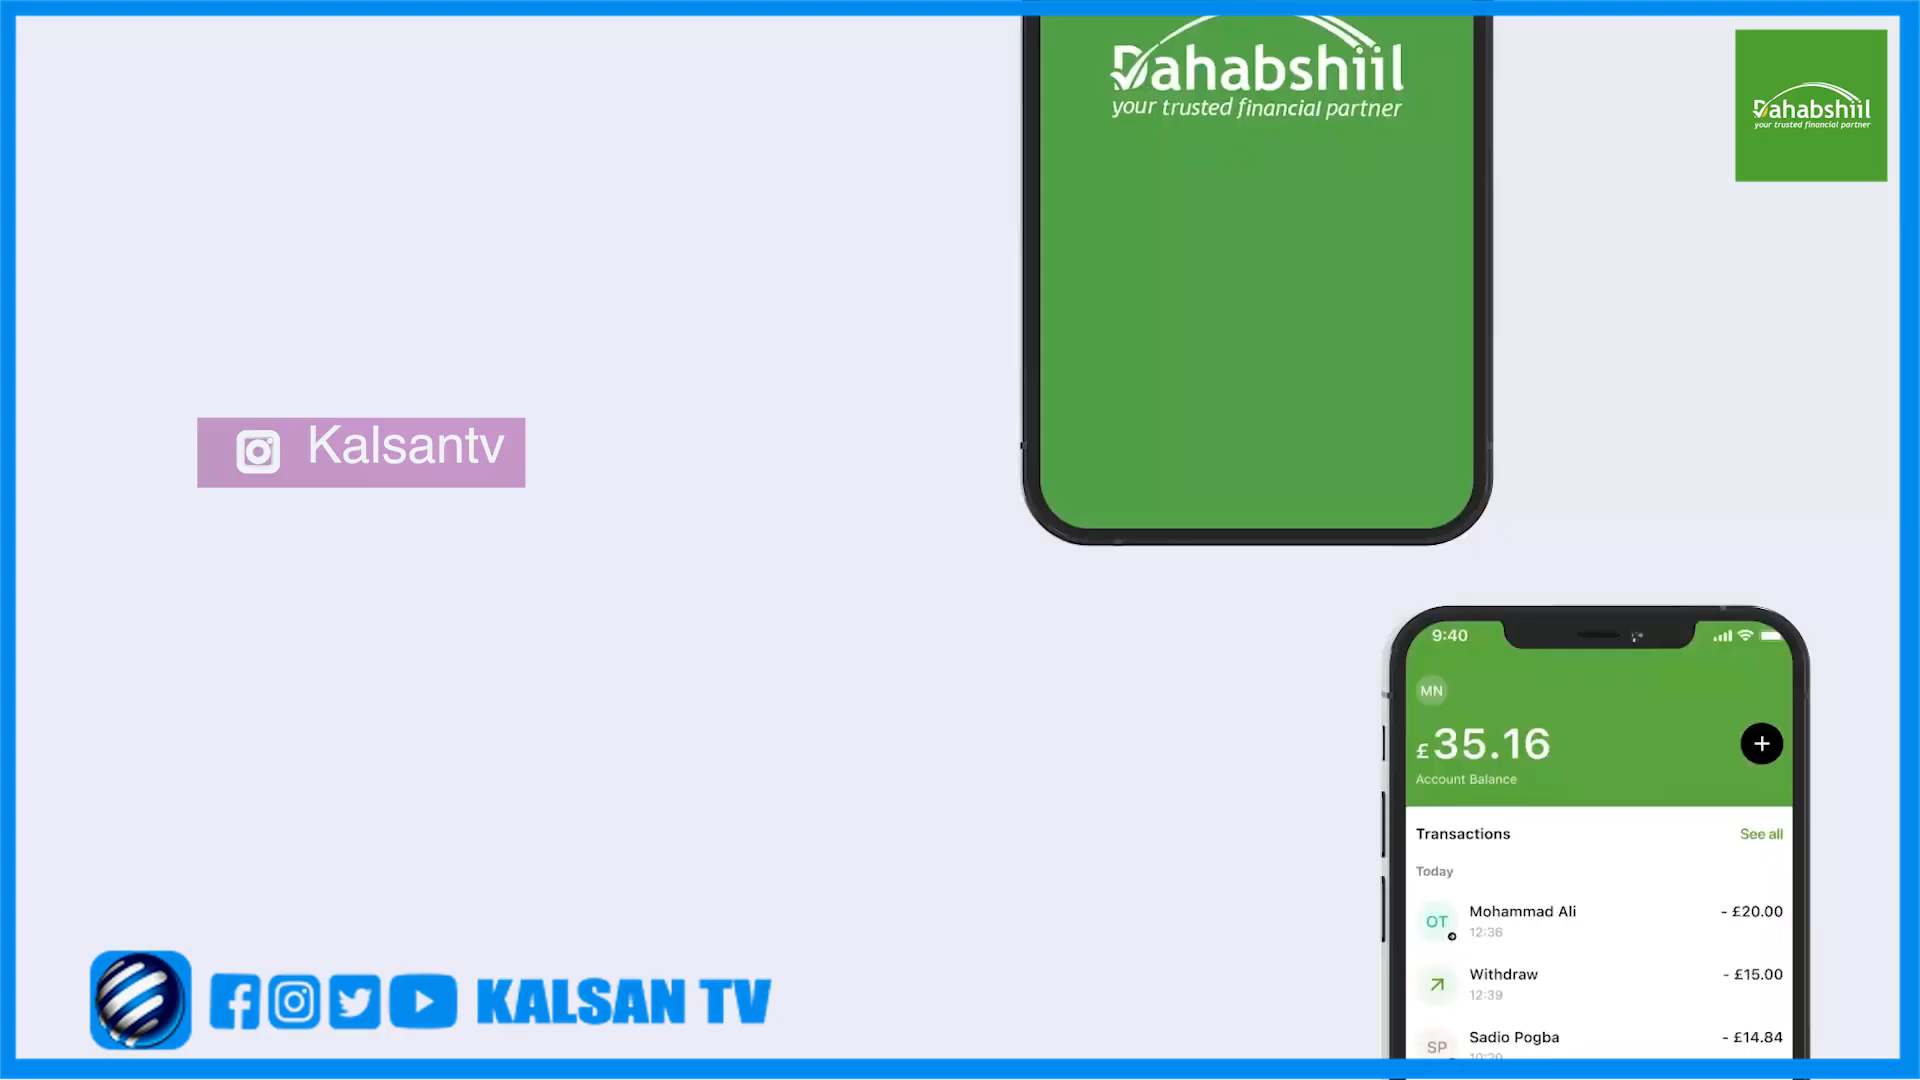 Dahabshiil
your trusted financial partner
Dahabshiil
your trusted financial partner
Kalsantv
9:40
MN
£35.16
Account Balance
Transactions See all
Today
OT Mohammad Ali - £20.00
12:36
Withdraw - £15.00
12:39
SP Sadio Pogba - £14.84
10:29
KALSAN TV